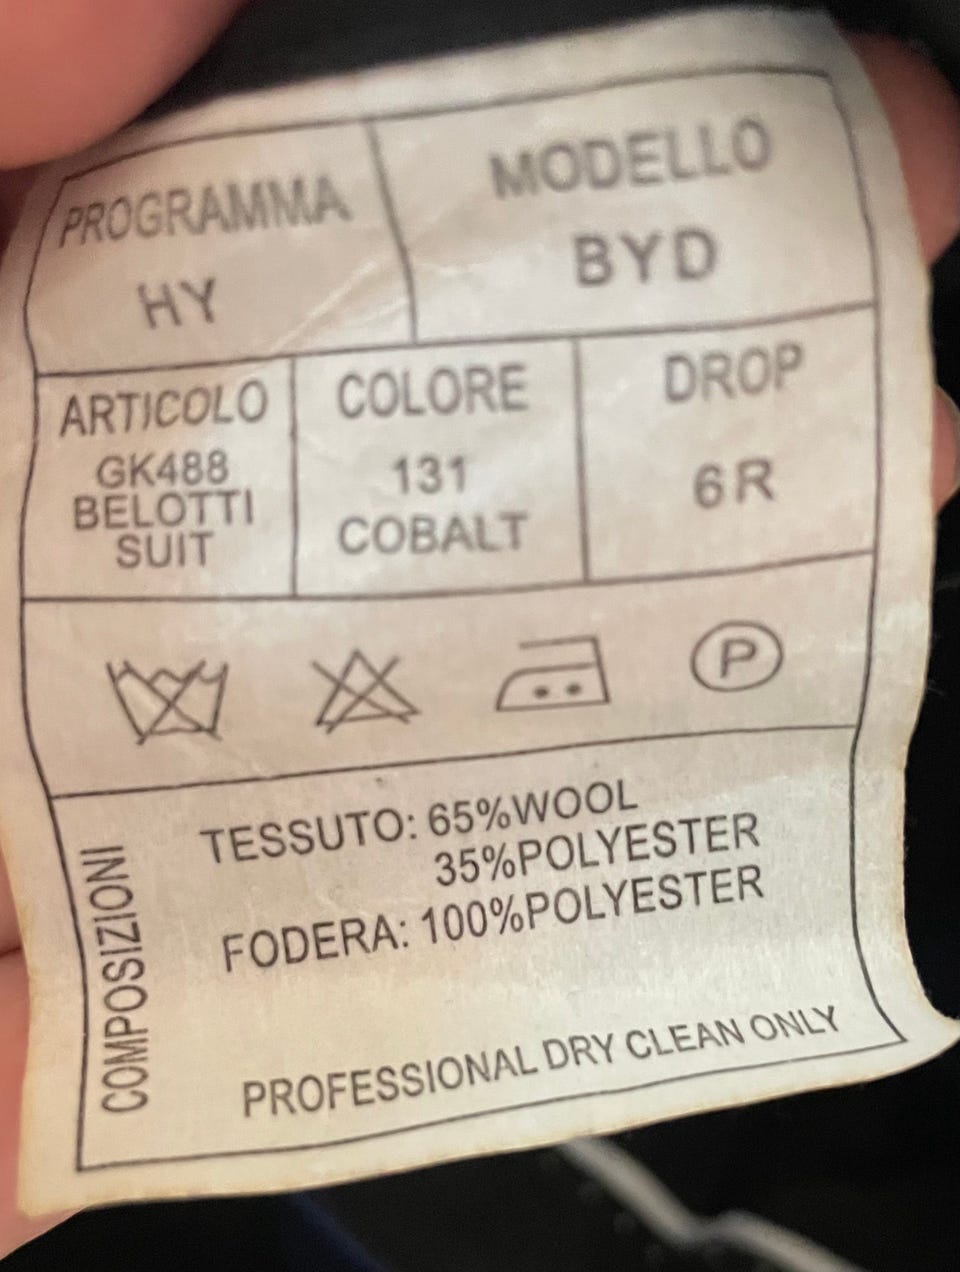 PROGRAMMA
HY
MODELLO
BYD
ARTICOLO
GK488
BELOTTI
SUIT
COLORE
131
COBALT
DROP
6R
P
COMPOSIZIONI
TESSUTO: 65%WOOL
35%POLYESTER
FODERA: 100%POLYESTER
PROFESSIONAL DRY CLEAN ONLY